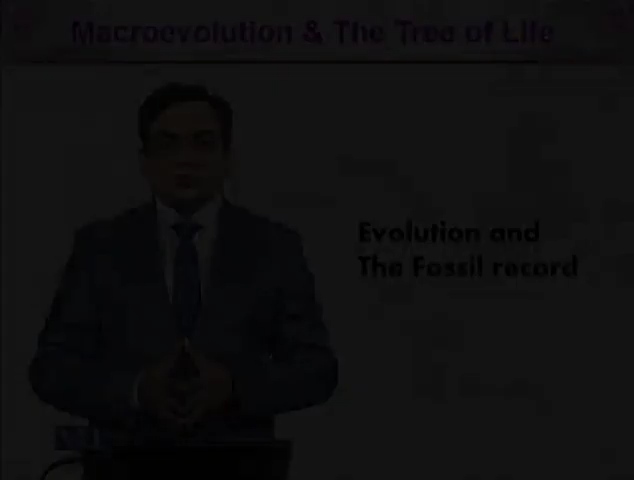 Macroevolution & The Tree of Life
Evolution and
The Fossil record